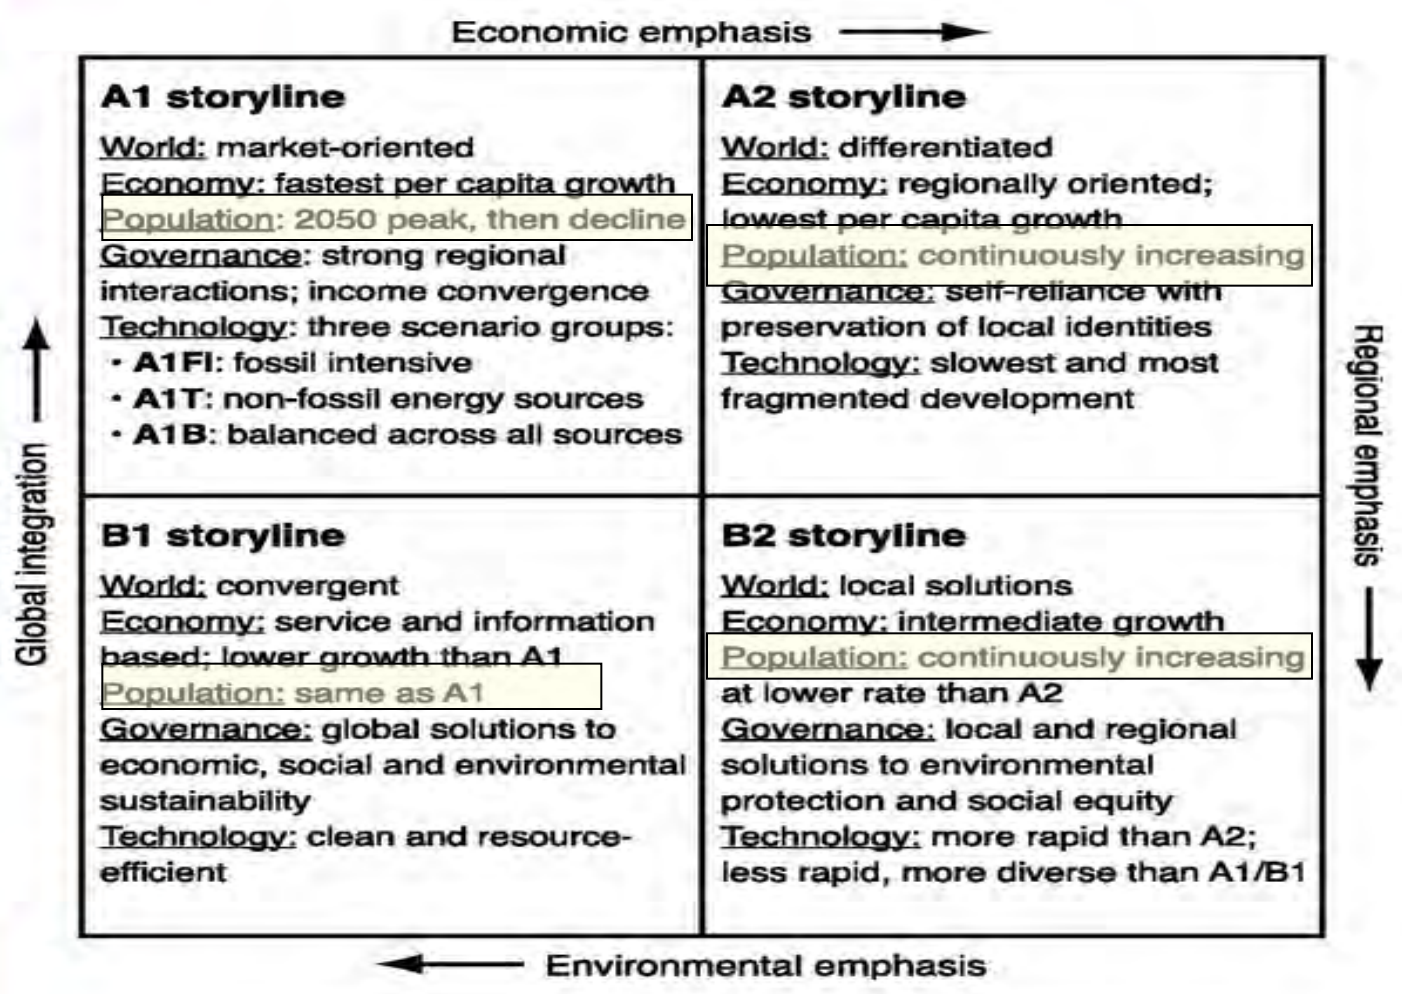 Economic emphasis
A1 storyline
World: market-oriented
Economy: fastest per capita growth
Population: 2050 peak, then decline
Governance: strong regional
interactions; income convergence
Technology: three scenario groups:
• A1FI: fossil intensive
• A1T: non-fossil energy sources
• A1B: balanced across all sources
A2 storyline
World: differentiated
Economy: regionally oriented;
lowest per capita growth
Population: continuously increasing
Governance: self-reliance with
preservation of local identities
Technology: slowest and most
fragmented development
Global integration
Regional emphasis
B1 storyline
World: convergent
Economy: service and information
based; lower growth than A1
Population: same as A1
Governance: global solutions to
economic, social and environmental
sustainability
Technology: clean and resource-
efficient
B2 storyline
World: local solutions
Economy: intermediate growth
Population: continuously increasing
at lower rate than A2
Governance: local and regional
solutions to environmental
protection and social equity
Technology: more rapid than A2;
less rapid, more diverse than A1/B1
Environmental emphasis